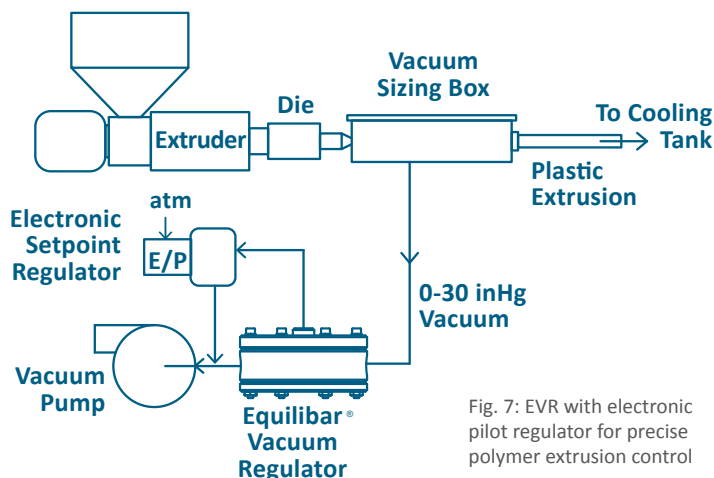 Vacuum
Sizing Box
Die
Extruder
To Cooling
Tank
Plastic
Extrusion
atm
Electronic
Setpoint
Regulator
E/P
0-30 inHg
Vacuum
Vacuum
Pump
Equilibar®
Vacuum
Regulator
Fig. 7: EVR with electronic
pilot regulator for precise
polymer extrusion control